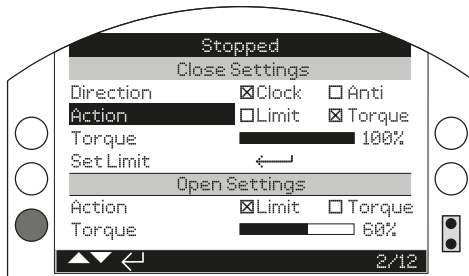 Stopped
Close Settings
Direction ☒Clock ☐Anti
Action ☐Limit ☒Torque
Torque 100%
Set Limit
Open Settings
Action ☒Limit ☐Torque
Torque 60%
2/12